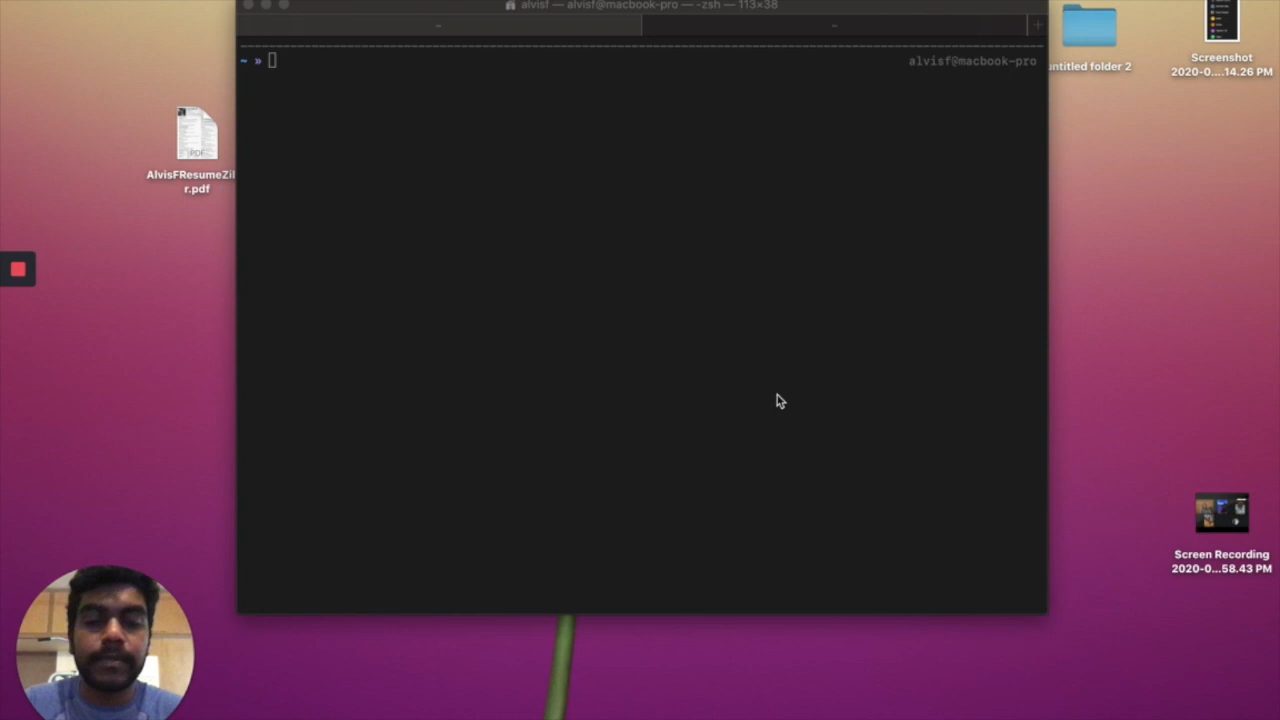 alvisf — alvisf@macbook-pro — -zsh — 113×38
~
~
+
~ »
alvisf@macbook-pro
untitled folder 2
Screenshot
2020-0....14.26 PM
AlvisFResumeZil
r.pdf
PDF
Screen Recording
2020-0...58.43 PM